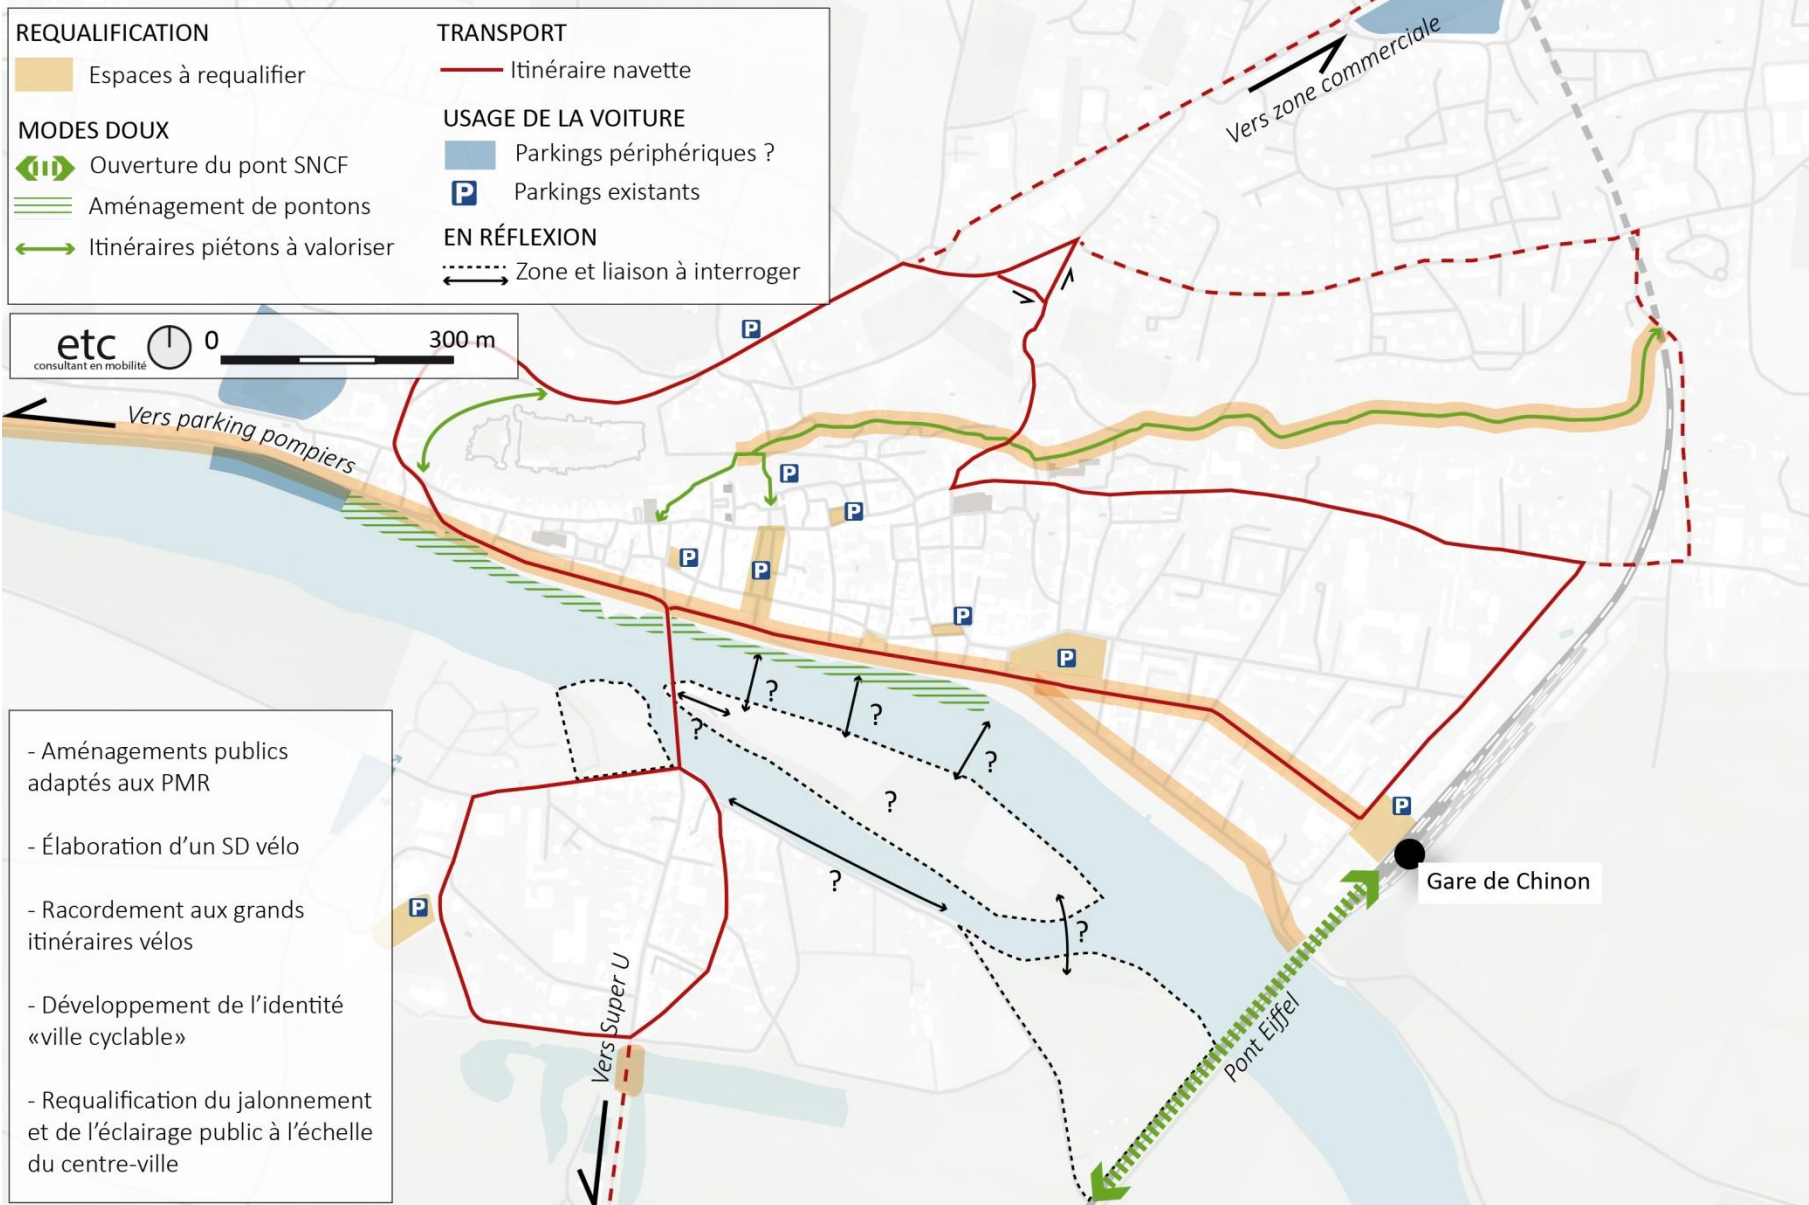 REQUALIFICATION
Espaces à requalifier
MODES DOUX
Ouverture du pont SNCF
Aménagement de pontons
Itinéraires piétons à valoriser
TRANSPORT
Itinéraire navette
USAGE DE LA VOITURE
Parkings périphériques ?
P Parkings existants
EN RÉFLEXION
Zone et liaison à interroger
etc
consultant en mobilité
0 300 m
Vers zone commerciale
Vers parking pompiers
P
P
P
P
P
P
P
P
P
?
?
?
?
?
?
?
Gare de Chinon
Pont Eiffel
Vers Super U
- Aménagements publics
adaptés aux PMR
- Élaboration d’un SD vélo
- Racordement aux grands
itinéraires vélos
- Développement de l’identité
«ville cyclable»
- Requalification du jalonnement
et de l’éclairage public à l’échelle
du centre-ville